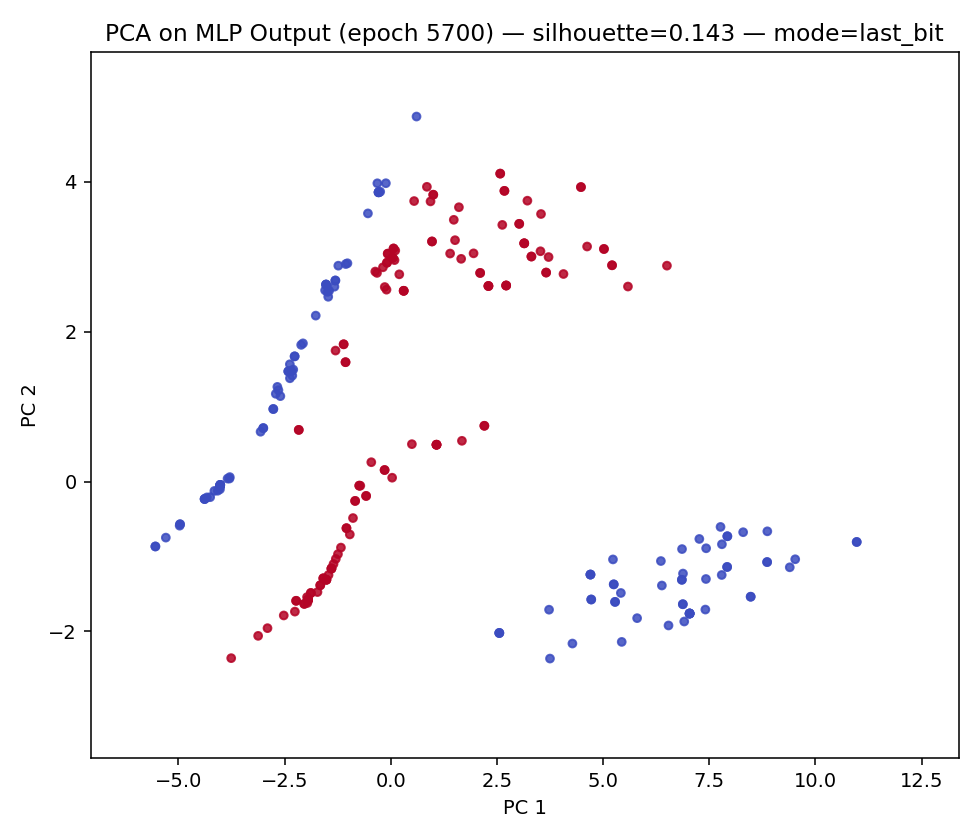 PCA on MLP Output (epoch 5700) — silhouette=0.143 — mode=last_bit
PC 2
4
2
0
−2
−5.0 −2.5 0.0 2.5 5.0 7.5 10.0 12.5
PC 1